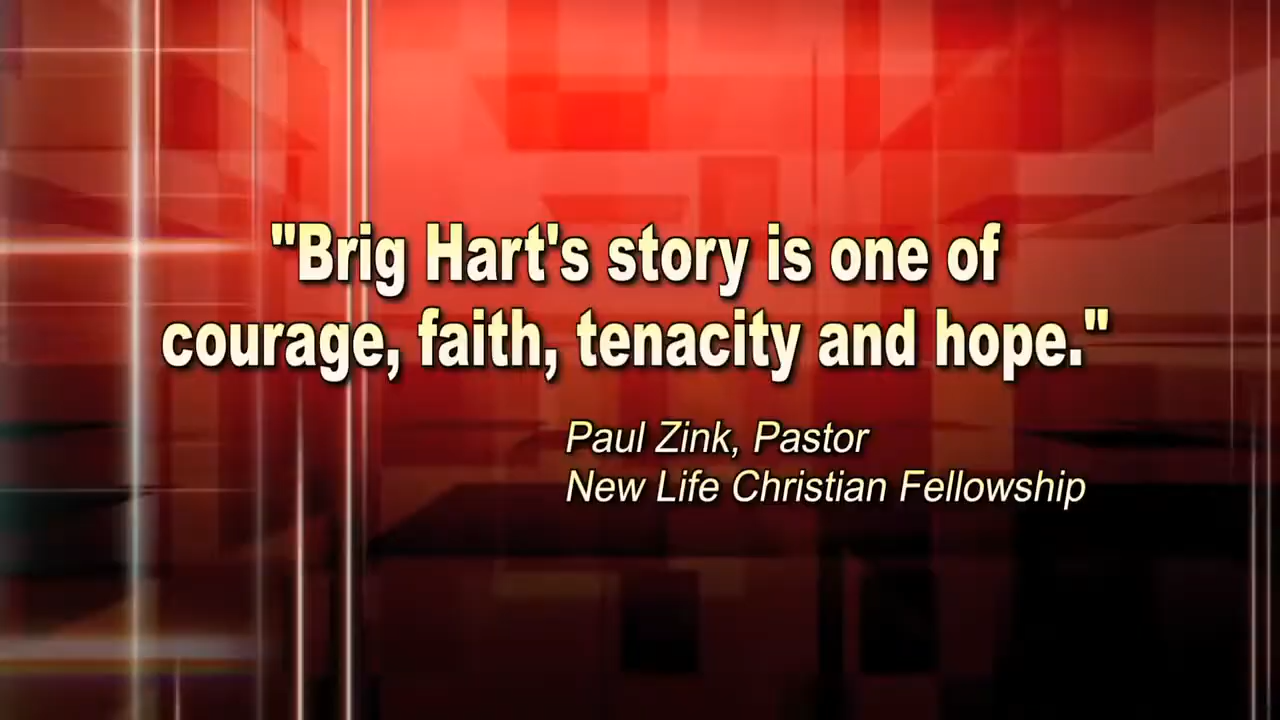 "Brig Hart's story is one of
courage, faith, tenacity and hope."
Paul Zink, Pastor
New Life Christian Fellowship